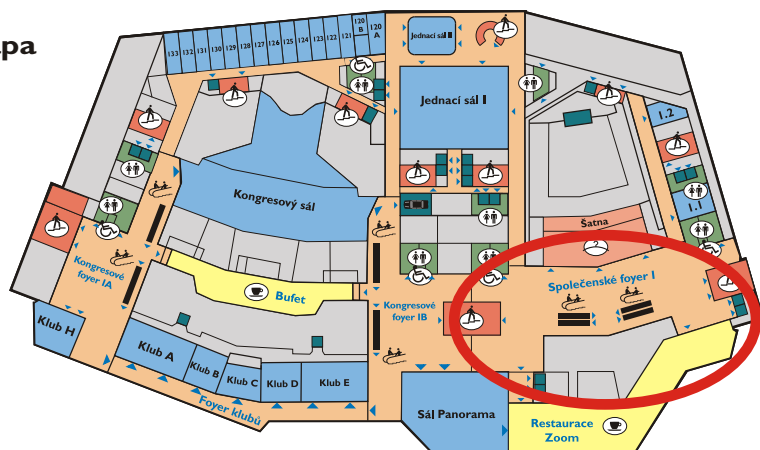 apa
133
132
131
130
129
128
127
126
125
124
123
122
121
120
B
120
A
Jednací sál II
Jednací sál I
1.2
1.1
Kongresový sál
Šatna
Společenské foyer I
Kongresové
foyer IA
Bufet
Kongresové
foyer IB
Klub H
Klub A
Klub B
Klub C
Klub D
Klub E
Foyer klubů
Sál Panorama
Restaurace
Zoom